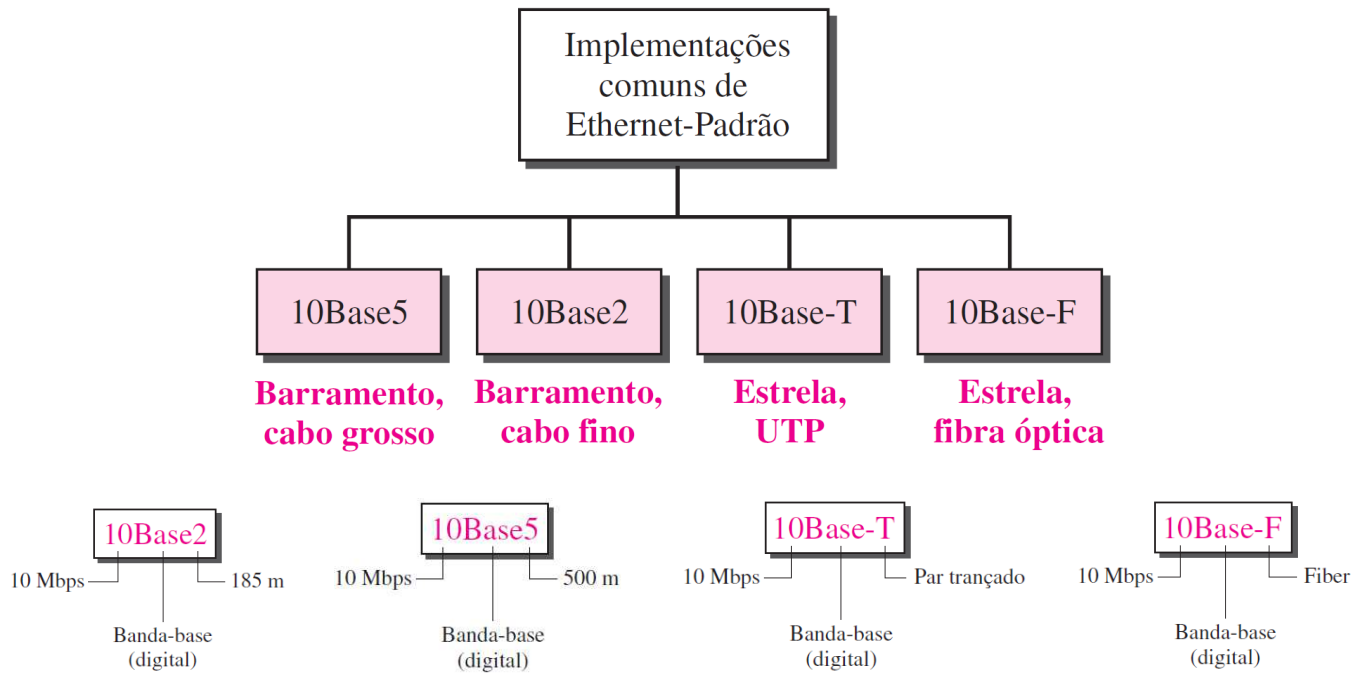 Implementações
comuns de
Ethernet-Padrão
10Base5
10Base2
10Base-T
10Base-F
Barramento,
cabo grosso
Barramento,
cabo fino
Estrela,
UTP
Estrela,
fibra óptica
10Base2
10 Mbps
185 m
Banda-base
(digital)
10Base5
10 Mbps
500 m
Banda-base
(digital)
10Base-T
10 Mbps
Par trançado
Banda-base
(digital)
10Base-F
10 Mbps
Fiber
Banda-base
(digital)